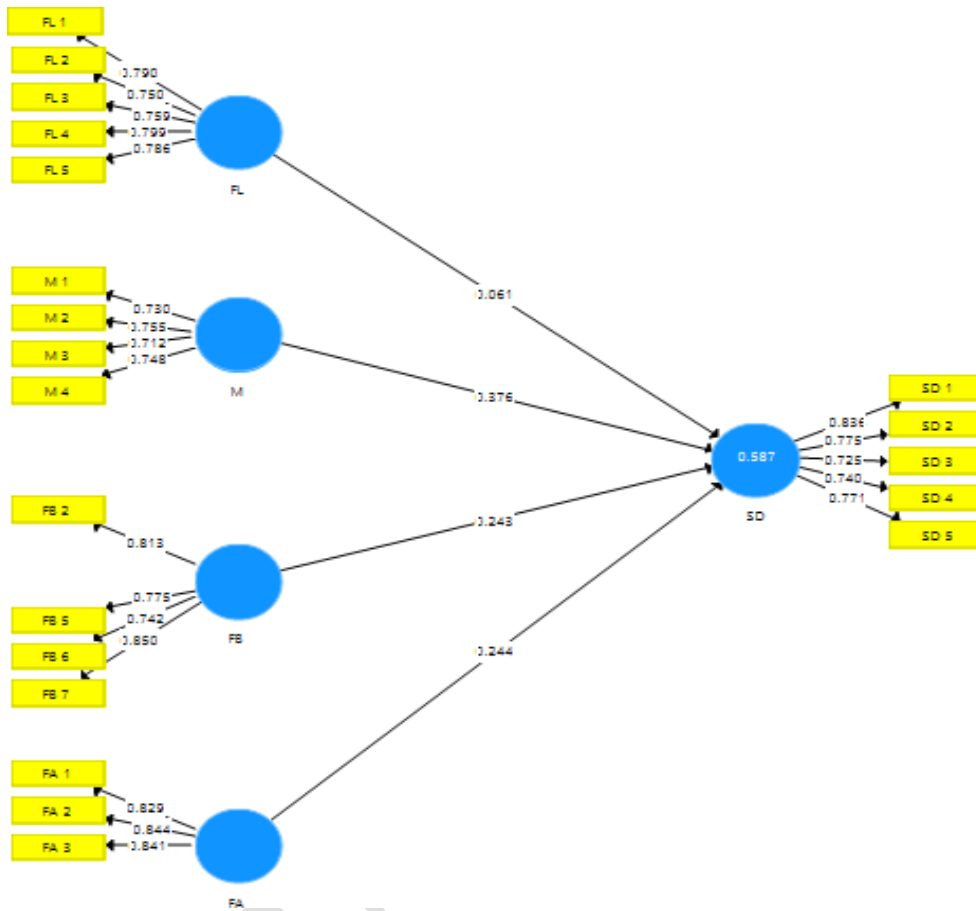 FL 1
0.790
FL 2
0.750
FL 3
0.759
FL 4
0.799
FL 5
0.786
FL
0.061
M 1
0.730
M 2
0.755
M 3
0.712
M 4
0.748
M
0.376
SD 1
0.836
SD 2
0.775
SD 3
0.725
SD 4
0.740
SD 5
0.771
0.587
SD
FB 2
0.813
0.243
FB 5
0.775
FB 6
0.742
FB 7
0.850
FB
0.244
FA 1
0.829
FA 2
0.844
FA 3
0.841
FA